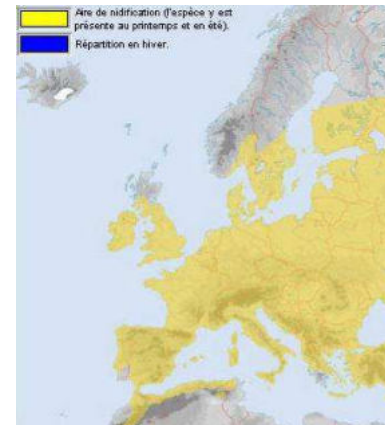 Aire de nidification (l'espèce y est
présente au printemps et en été).
Répartition en hiver.